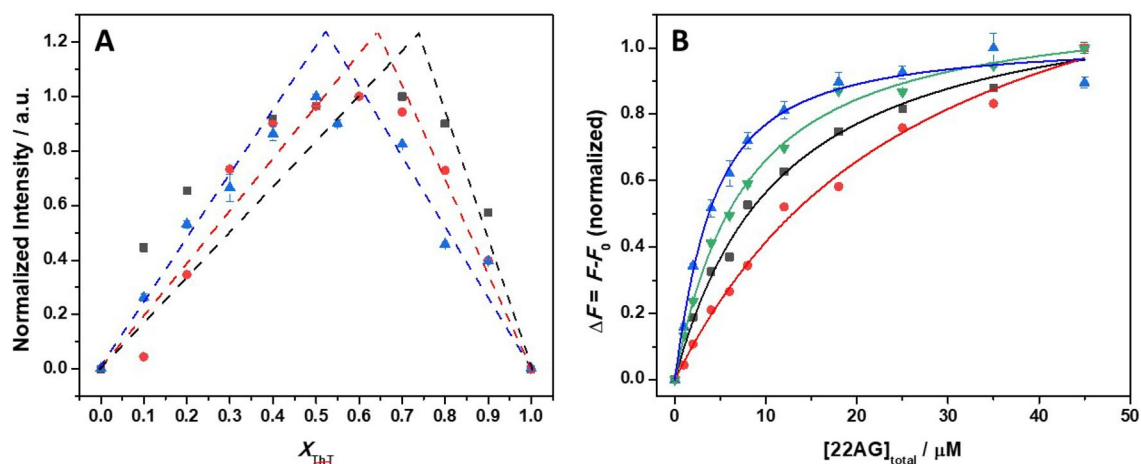 A
Normalized Intensity / a.u.
1.2
1.0
0.8
0.6
0.4
0.2
0.0
0.0 0.1 0.2 0.3 0.4 0.5 0.6 0.7 0.8 0.9 1.0
X_ThT
B
ΔF = F-F₀ (normalized)
1.0
0.8
0.6
0.4
0.2
0.0
0 10 20 30 40 50
[22AG]total / µM